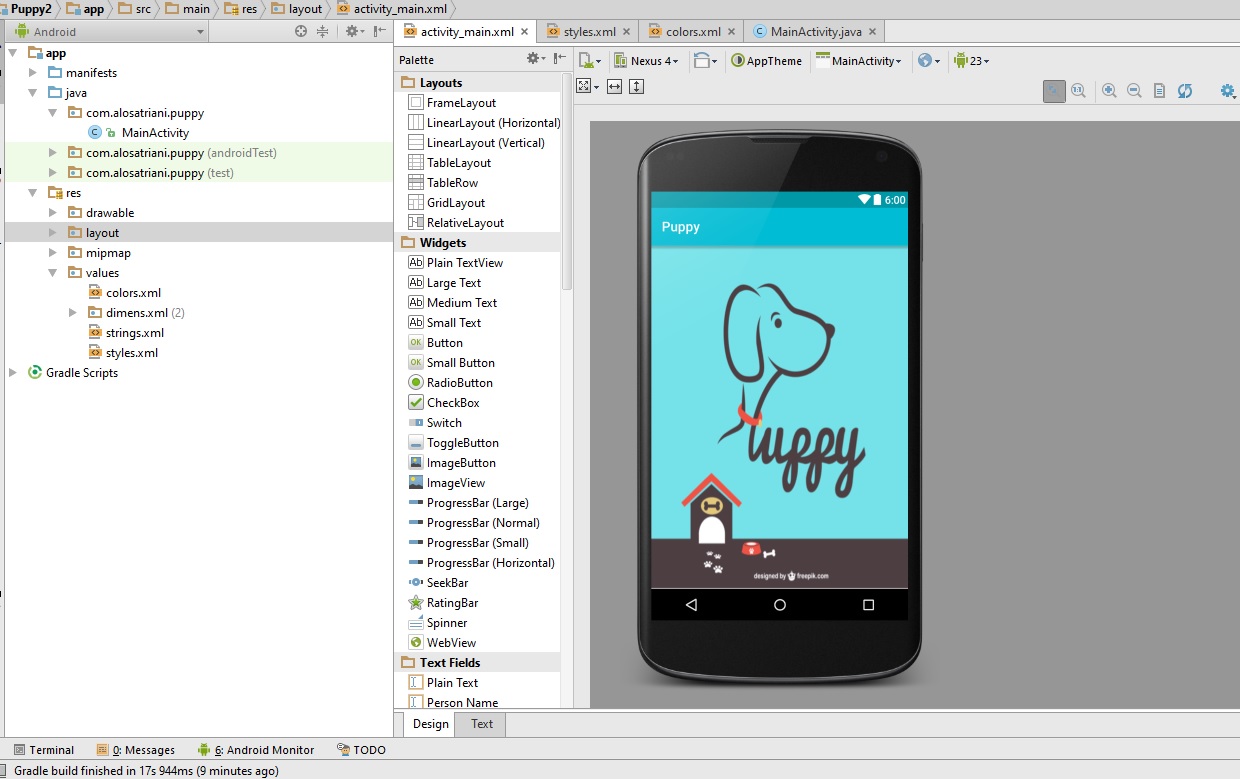 Puppy2 app src main res layout activity_main.xml
Android
activity_main.xml styles.xml colors.xml MainActivity.java
app
manifests
java
com.alosatriani.puppy
MainActivity
com.alosatriani.puppy (androidTest)
com.alosatriani.puppy (test)
res
drawable
layout
mipmap
values
colors.xml
dimens.xml (2)
strings.xml
styles.xml
Gradle Scripts
Palette
Layouts
FrameLayout
LinearLayout (Horizontal)
LinearLayout (Vertical)
TableLayout
TableRow
GridLayout
RelativeLayout
Widgets
Plain TextView
Large Text
Medium Text
Small Text
Button
Small Button
RadioButton
CheckBox
Switch
ToggleButton
ImageButton
ImageView
ProgressBar (Large)
ProgressBar (Normal)
ProgressBar (Small)
ProgressBar (Horizontal)
SeekBar
RatingBar
Spinner
WebView
Text Fields
Plain Text
Person Name
Nexus 4 AppTheme MainActivity 23
6:00
Puppy
Puppy
designed by freepik.com
Design Text
Terminal 0: Messages 6: Android Monitor TODO
Gradle build finished in 17s 944ms (9 minutes ago)